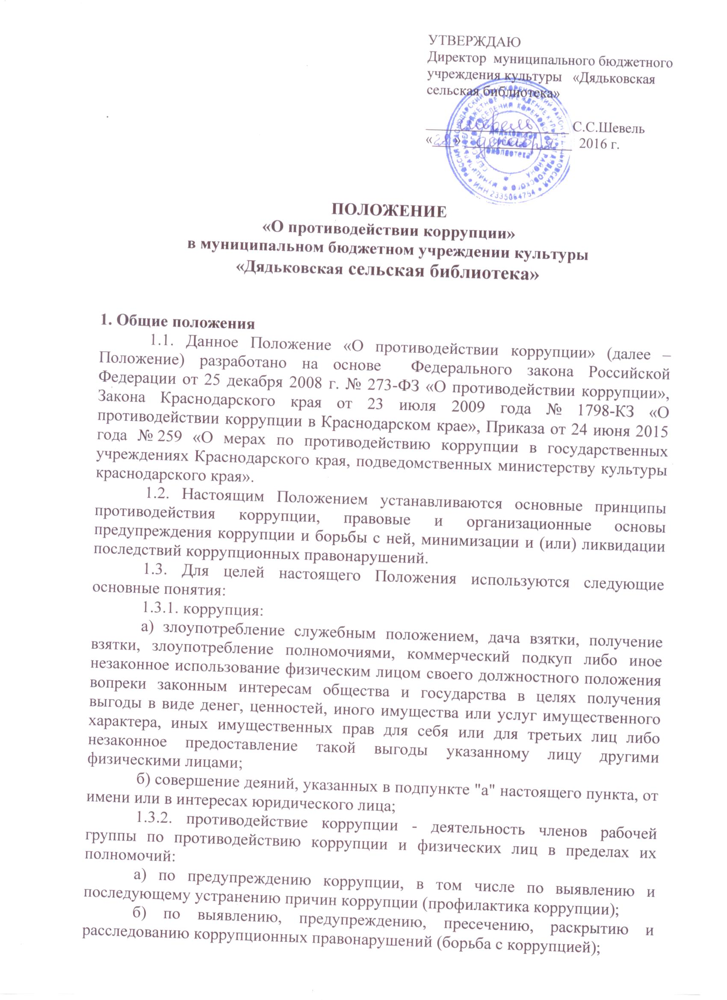 УТВЕРЖДАЮ
Директор муниципального бюджетного
учреждения культуры «Дядьковская
сельская библиотека»
С.С.Шевель
«28» декабря 2016 г.
ИНН 2335064754
ПОЛОЖЕНИЕ
«О противодействии коррупции»
в муниципальном бюджетном учреждении культуры
«Дядьковская сельская библиотека»
1. Общие положения
1.1. Данное Положение «О противодействии коррупции» (далее –
Положение) разработано на основе Федерального закона Российской
Федерации от 25 декабря 2008 г. № 273-ФЗ «О противодействии коррупции»,
Закона Краснодарского края от 23 июля 2009 года № 1798-КЗ «О
противодействии коррупции в Краснодарском крае», Приказа от 24 июня 2015
года № 259 «О мерах по противодействию коррупции в государственных
учреждениях Краснодарского края, подведомственных министерству культуры
краснодарского края».
1.2. Настоящим Положением устанавливаются основные принципы
противодействия коррупции, правовые и организационные основы
предупреждения коррупции и борьбы с ней, минимизации и (или) ликвидации
последствий коррупционных правонарушений.
1.3. Для целей настоящего Положения используются следующие
основные понятия:
1.3.1. коррупция:
а) злоупотребление служебным положением, дача взятки, получение
взятки, злоупотребление полномочиями, коммерческий подкуп либо иное
незаконное использование физическим лицом своего должностного положения
вопреки законным интересам общества и государства в целях получения
выгоды в виде денег, ценностей, иного имущества или услуг имущественного
характера, иных имущественных прав для себя или для третьих лиц либо
незаконное предоставление такой выгоды указанному лицу другими
физическими лицами;
б) совершение деяний, указанных в подпункте "а" настоящего пункта, от
имени или в интересах юридического лица;
1.3.2. противодействие коррупции - деятельность членов рабочей
группы по противодействию коррупции и физических лиц в пределах их
полномочий:
а) по предупреждению коррупции, в том числе по выявлению и
последующему устранению причин коррупции (профилактика коррупции);
б) по выявлению, предупреждению, пресечению, раскрытию и
расследованию коррупционных правонарушений (борьба с коррупцией);